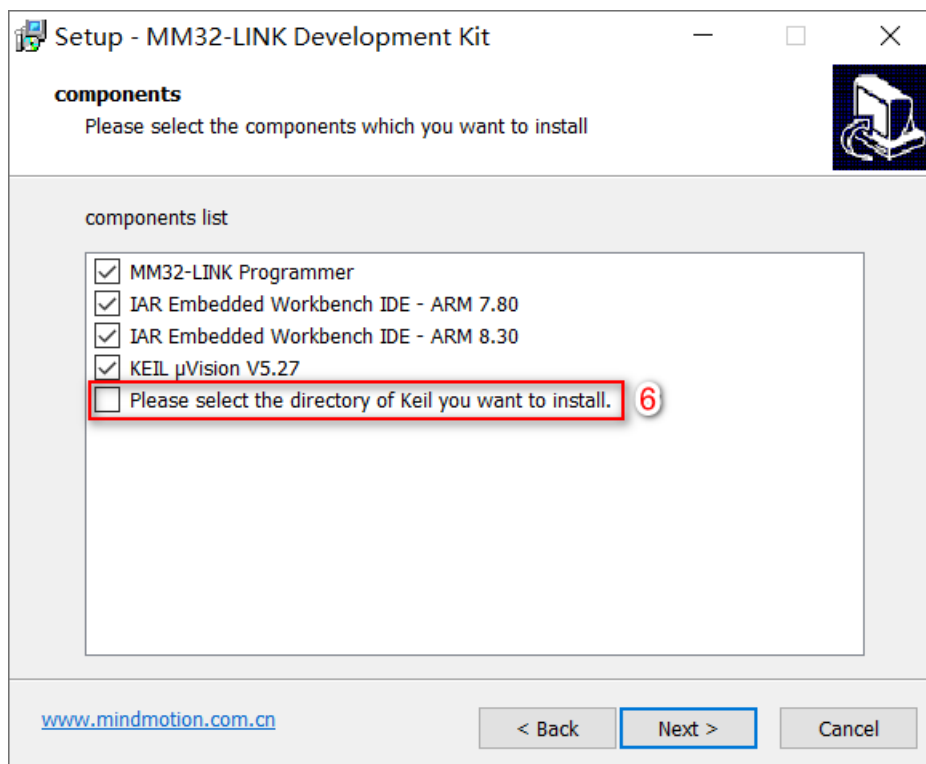 Setup - MM32-LINK Development Kit
components
Please select the components which you want to install
components list
MM32-LINK Programmer
IAR Embedded Workbench IDE - ARM 7.80
IAR Embedded Workbench IDE - ARM 8.30
KEIL µVision V5.27
Please select the directory of Keil you want to install. 6
www.mindmotion.com.cn
< Back Next > Cancel